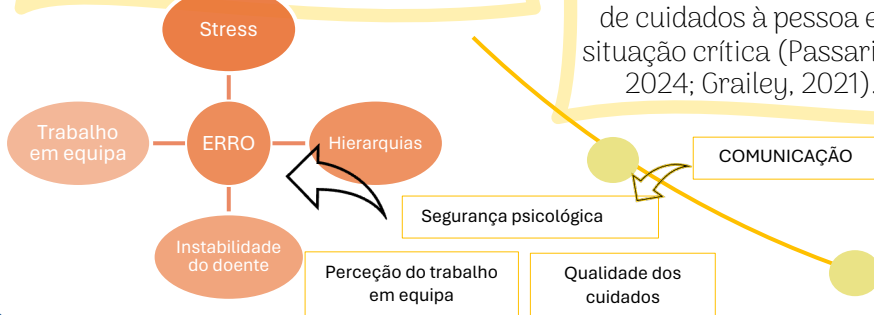 de cuidados à pessoa e
situação crítica (Passari
2024; Grailey, 2021).
Stress
Trabalho
em equipa
ERRO
Hierarquias
COMUNICAÇÃO
Segurança psicológica
Instabilidade
do doente
Perceção do trabalho
em equipa
Qualidade dos
cuidados